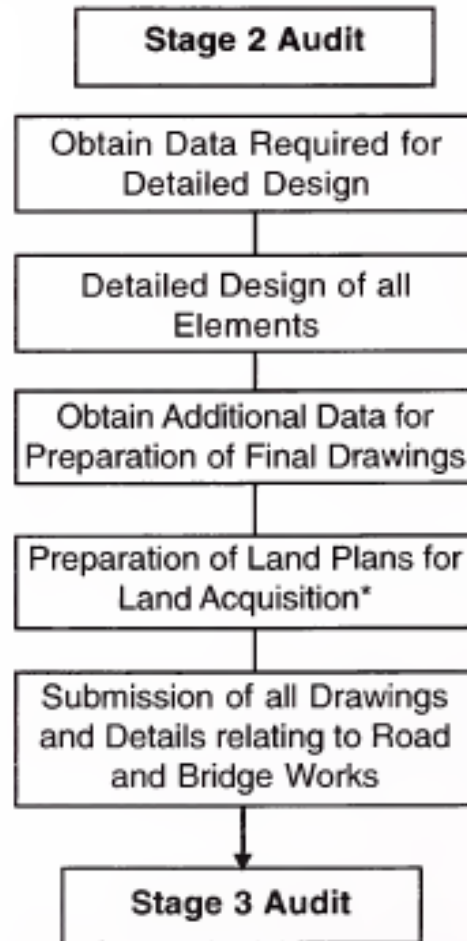 Stage 2 Audit
Obtain Data Required for
Detailed Design
Detailed Design of all
Elements
Obtain Additional Data for
Preparation of Final Drawings
Preparation of Land Plans for
Land Acquisition*
Submission of all Drawings
and Details relating to Road
and Bridge Works
Stage 3 Audit